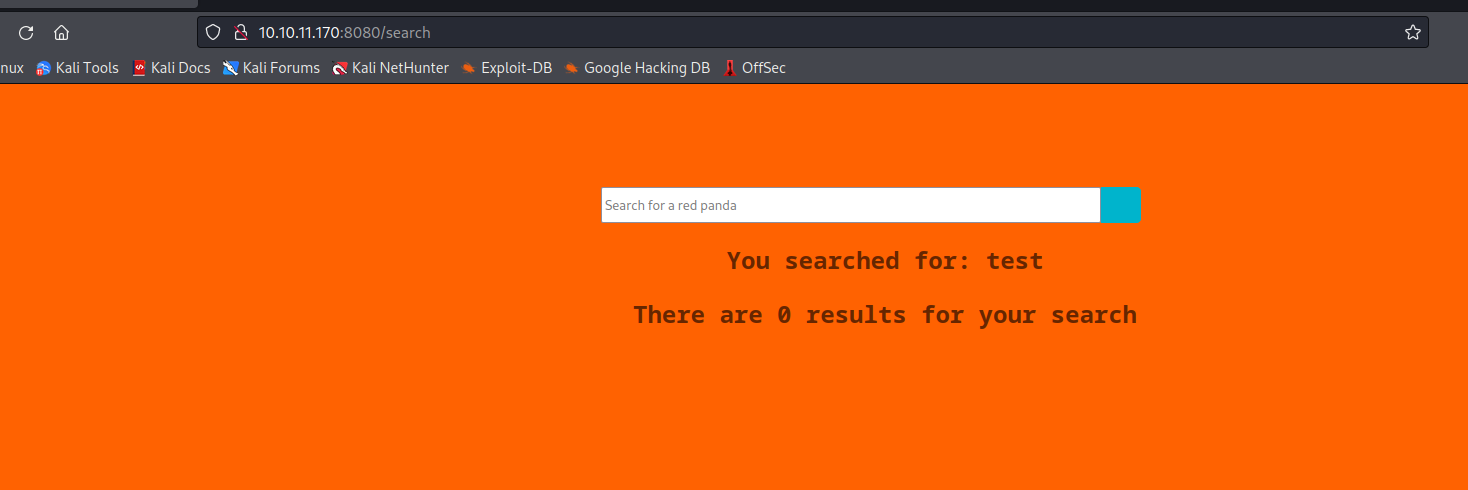 10.10.11.170:8080/search
nux Kali Tools Kali Docs Kali Forums Kali NetHunter Exploit-DB Google Hacking DB OffSec
Search for a red panda
You searched for: test
There are 0 results for your search